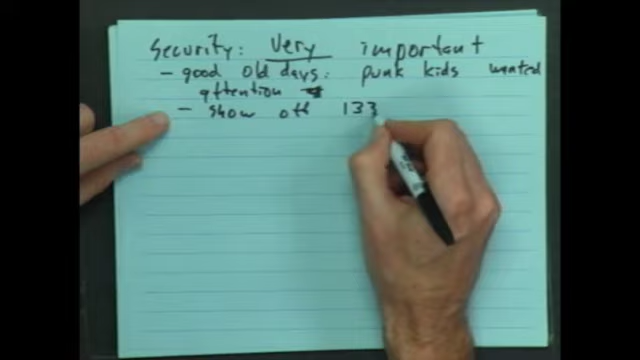 Security: Very important
- good old days: punk kids wanted
attention
- show off 133